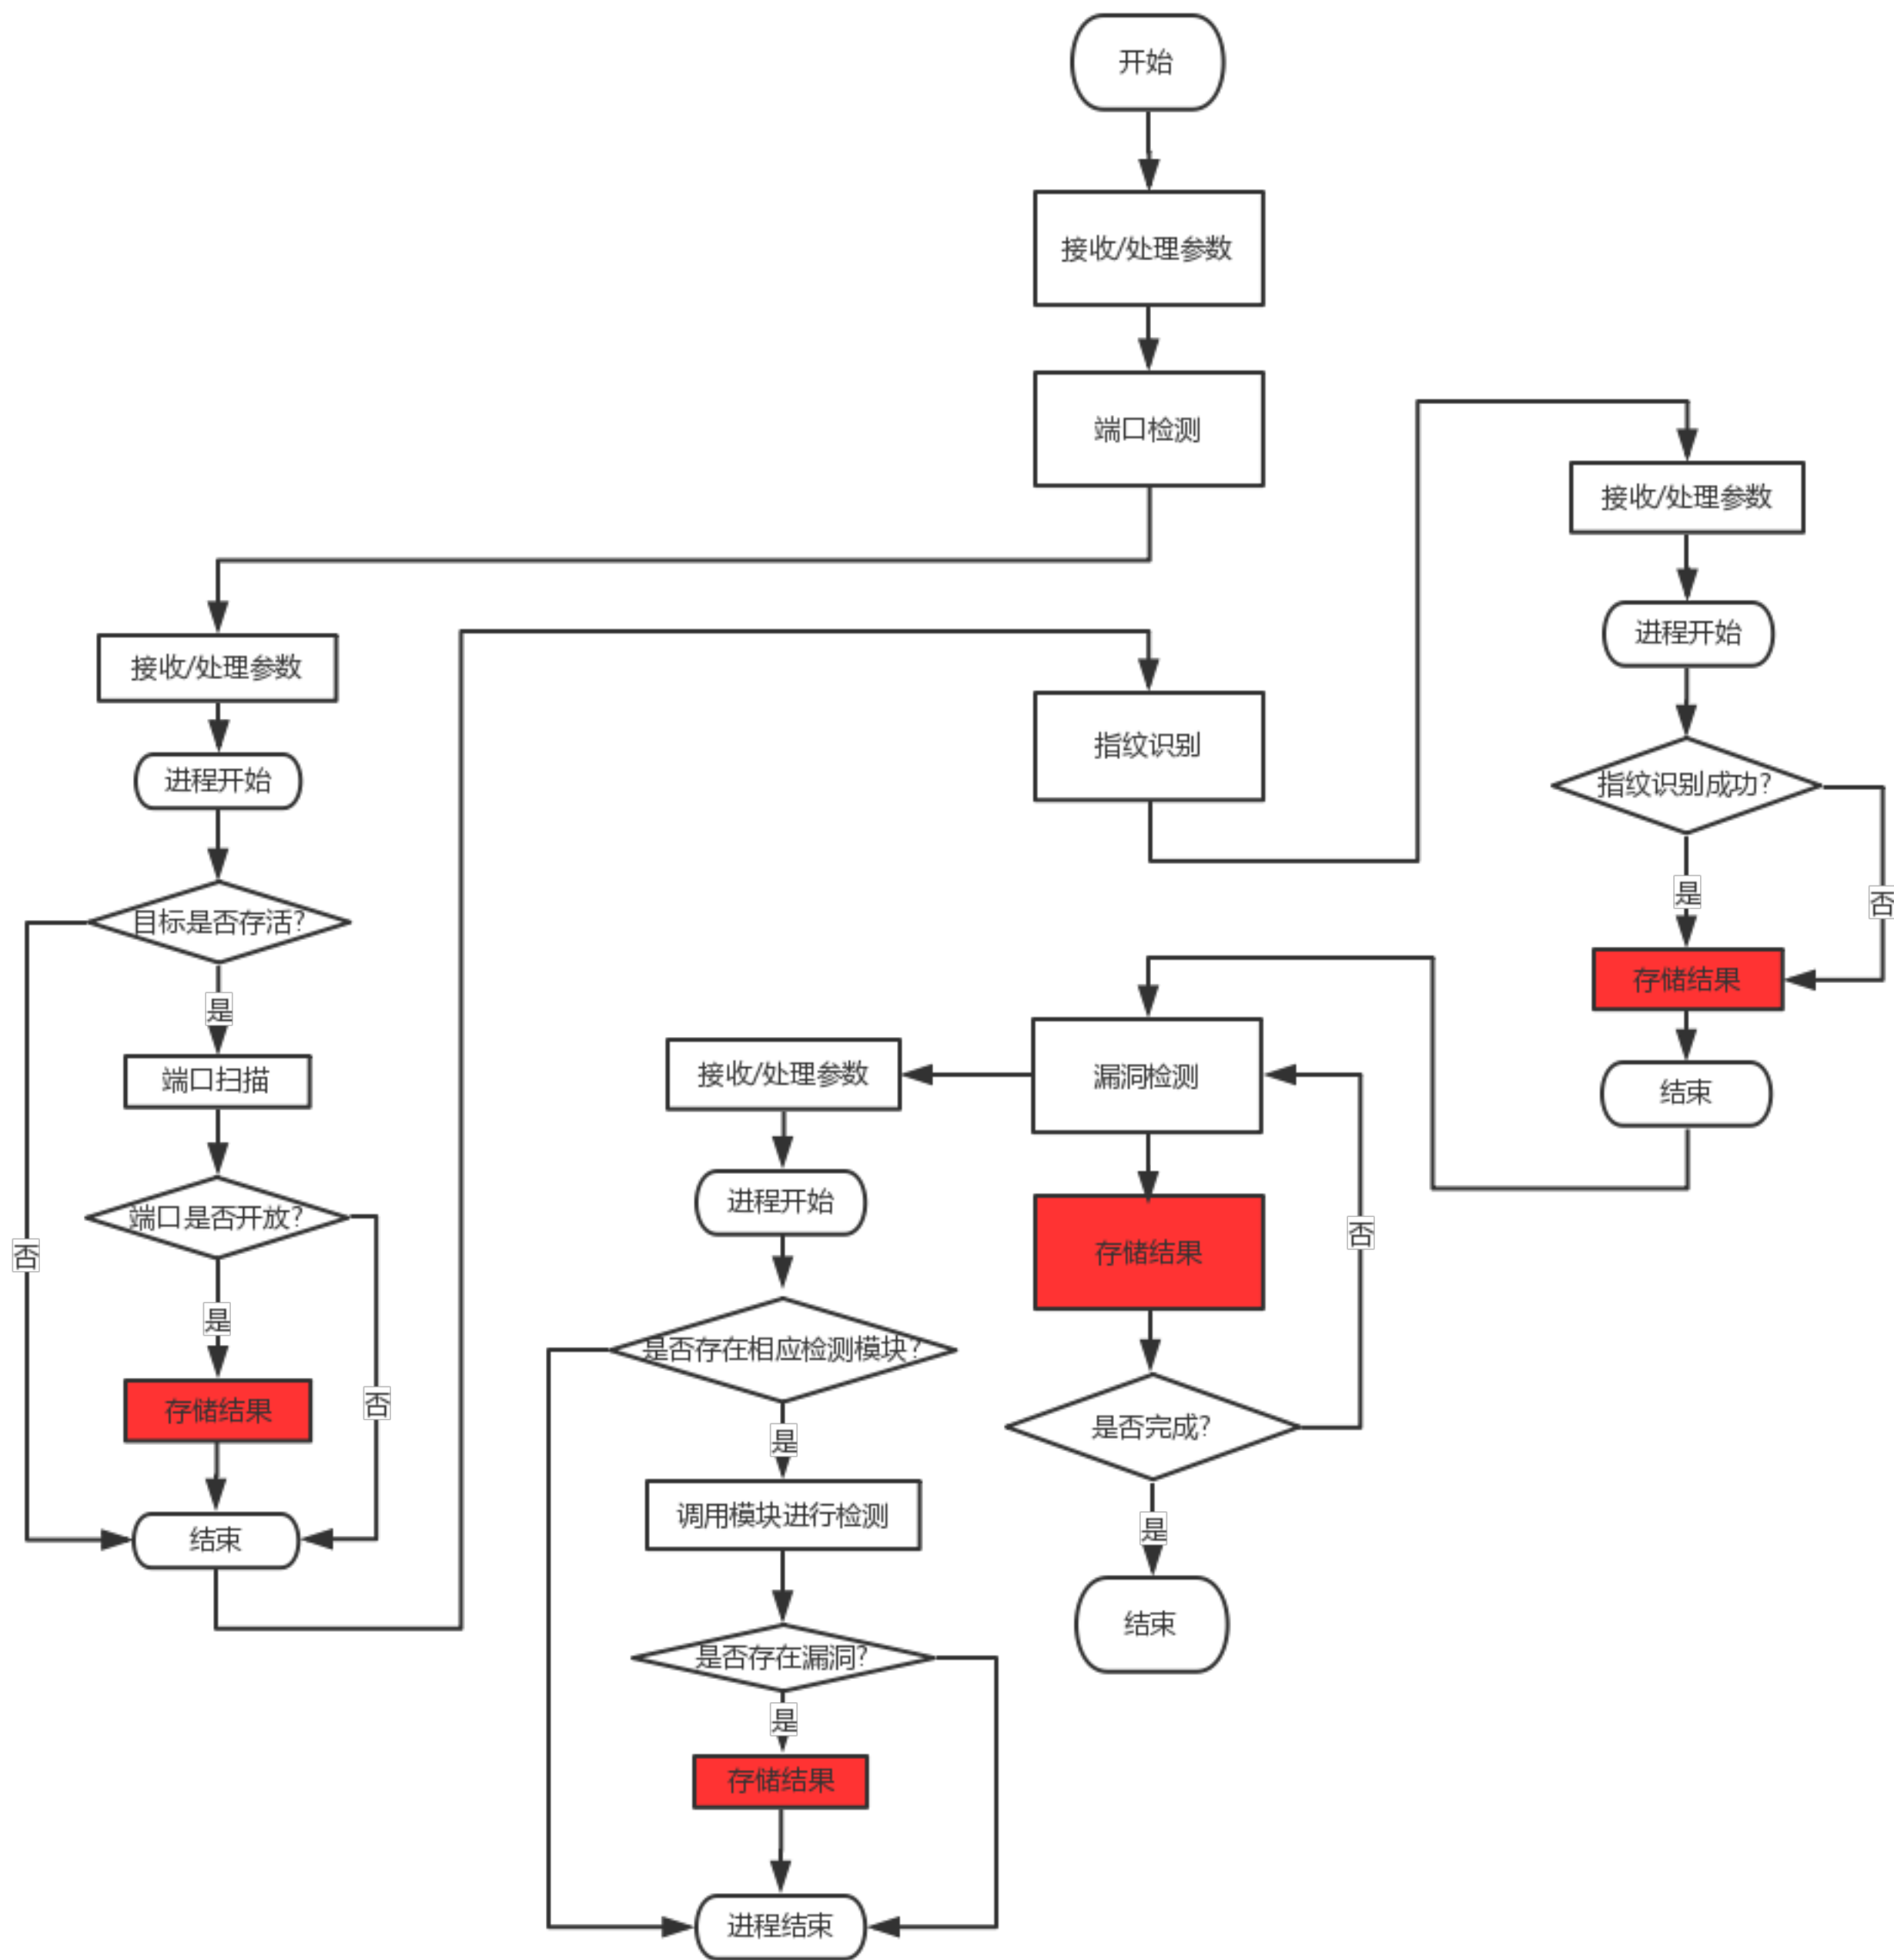 开始
接收/处理参数
端口检测
接收/处理参数
进程开始
目标是否存活?
是
否
端口扫描
端口是否开放?
是
否
存储结果
结束
指纹识别
接收/处理参数
进程开始
指纹识别成功?
是
否
存储结果
结束
漏洞检测
接收/处理参数
进程开始
是否存在相应检测模块?
是
调用模块进行检测
是否存在漏洞?
是
存储结果
进程结束
存储结果
是否完成?
否
是
结束